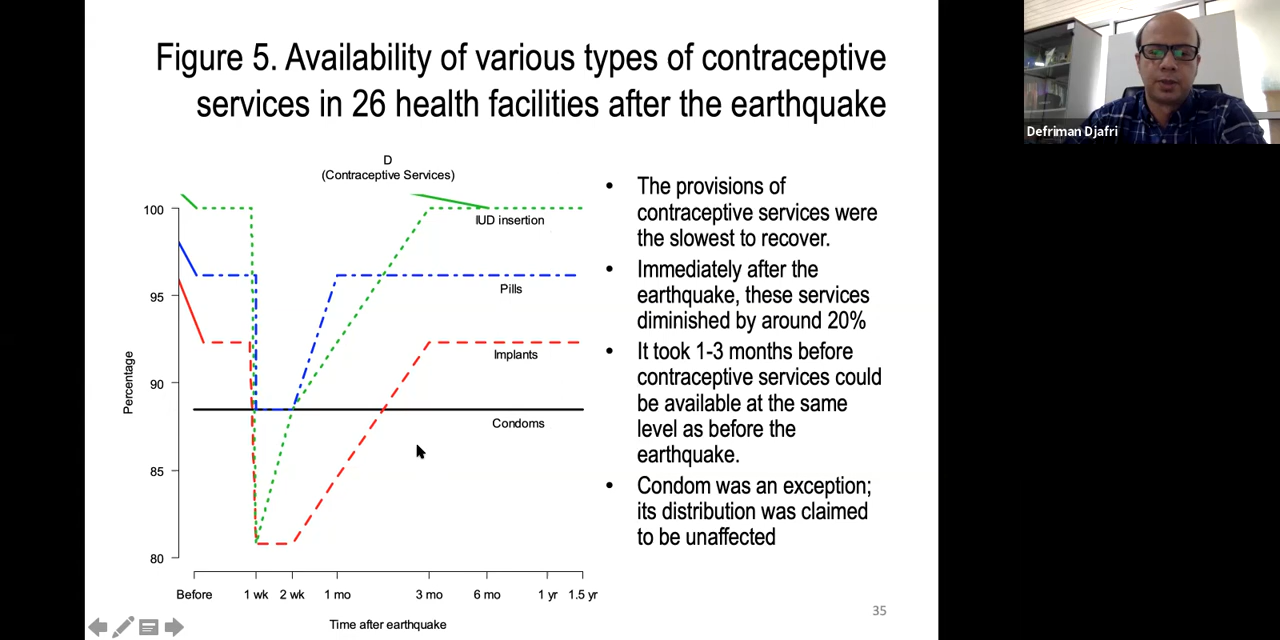 Figure 5. Availability of various types of contraceptive
services in 26 health facilities after the earthquake
Defriman Djafri
D
(Contraceptive Services)
100
95
90
85
80
Percentage
IUD insertion
Pills
Implants
Condoms
Before
1 wk
2 wk
1 mo
3 mo
6 mo
1 yr
1.5 yr
Time after earthquake
• The provisions of
contraceptive services were
the slowest to recover.
• Immediately after the
earthquake, these services
diminished by around 20%
• It took 1-3 months before
contraceptive services could
be available at the same
level as before the
earthquake.
• Condom was an exception;
its distribution was claimed
to be unaffected
35